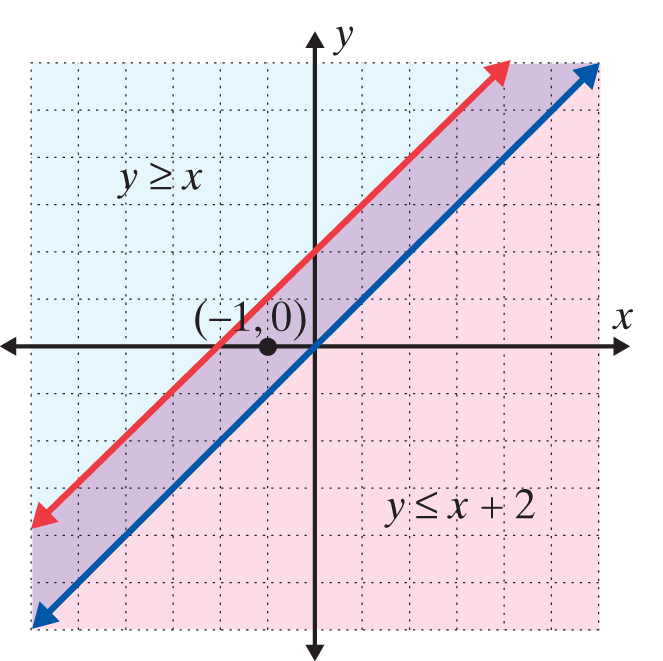 y
y ≥ x
(−1, 0)
x
y ≤ x + 2